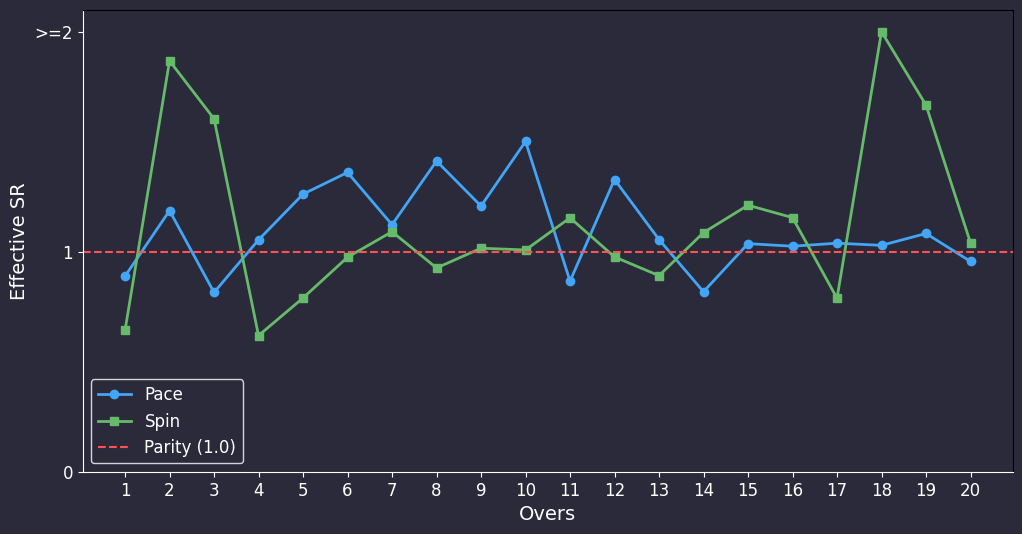 >=2
1
0
Effective SR
Pace
Spin
Parity (1.0)
1 2 3 4 5 6 7 8 9 10 11 12 13 14 15 16 17 18 19 20
Overs